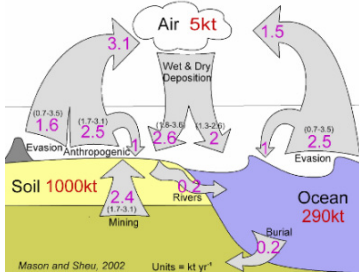 Air 5kt
3.1
1.5
Wet & Dry
Deposition
(0.7-3.5)
1.6
(1.7-3.1)
2.5
1
(1.8-3.6)
2.6
(1.3-2.6)
2
1
(0.7-3.5)
2.5
Evasion
Anthropogenic
Evasion
Soil 1000kt
0.2
Rivers
2.4
(1.7-3.1)
Mining
Ocean
290kt
Burial
0.2
Mason and Sheu, 2002
Units = kt yr⁻¹